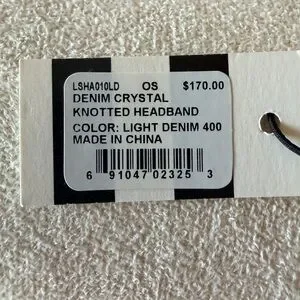 LSHA010LD OS $170.00
DENIM CRYSTAL
KNOTTED HEADBAND
COLOR: LIGHT DENIM 400
MADE IN CHINA
6 91047 02325 3